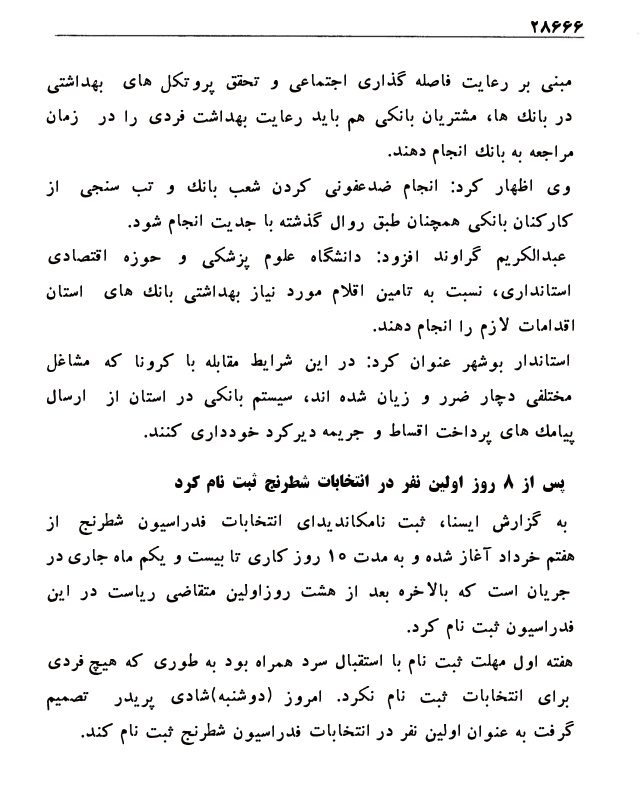 ۲۸۶۶۶
مبنی بر رعایت فاصله گذاری اجتماعی و تحقق پروتکل های بهداشتی
در بانك ها، مشتریان بانکی هم باید رعایت بهداشت فردی را در زمان
مراجعه به بانك انجام دهند.
وی اظهار کرد: انجام ضدعفونی کردن شعب بانك و تب سنجی از
کارکنان بانکی همچنان طبق روال گذشته با جدیت انجام شود.
عبدالکریم گراوند افزود: دانشگاه علوم پزشکی و حوزه اقتصادی
استانداری، نسبت به تامین اقلام مورد نیاز بهداشتی بانك های استان
اقدامات لازم را انجام دهند.
استاندار بوشهر عنوان کرد: در این شرایط مقابله با کرونا که مشاغل
مختلفی دچار ضرر و زیان شده اند، سیستم بانکی در استان از ارسال
پیامك های پرداخت اقساط و جریمه دیرکرد خودداری کنند.
پس از ۸ روز اولین نفر در انتخابات شطرنج ثبت نام کرد
به گزارش ایسنا، ثبت نامکاندیدای انتخابات فدراسیون شطرنج از
هفتم خرداد آغاز شده و به مدت ۱۵ روز کاری تا بیست و یکم ماه جاری در
جریان است که بالاخره بعد از هشت روزاولین متقاضی ریاست در این
فدراسیون ثبت نام کرد.
هفته اول مهلت ثبت نام با استقبال سرد همراه بود به طوری که هیچ فردی
برای انتخابات ثبت نام نکرد. امروز (دوشنبه)شادی پریدر تصمیم
گرفت به عنوان اولین نفر در انتخابات فدراسیون شطرنج ثبت نام کند.